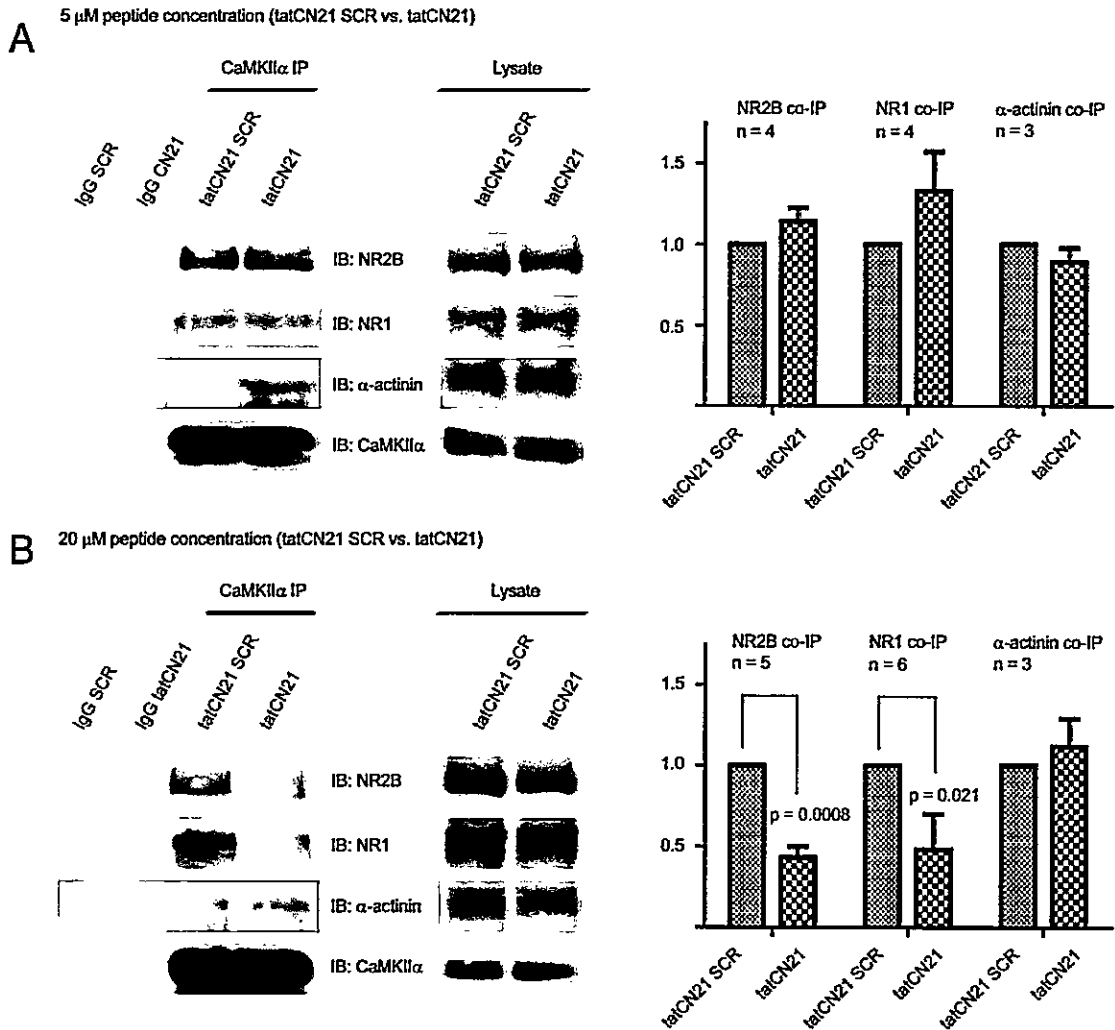 A
5 μM peptide concentration (tatCN21 SCR vs. tatCN21)
CaMKIIα IP
Lysate
IgG SCR
IgG CN21
tatCN21 SCR
tatCN21
tatCN21 SCR
tatCN21
IB: NR2B
IB: NR1
IB: α-actinin
IB: CaMKIIα
NR2B co-IP
n = 4
NR1 co-IP
n = 4
α-actinin co-IP
n = 3
1.5
1.0
0.5
tatCN21 SCR
tatCN21
tatCN21 SCR
tatCN21
tatCN21 SCR
tatCN21
B
20 μM peptide concentration (tatCN21 SCR vs. tatCN21)
CaMKIIα IP
Lysate
IgG SCR
IgG tatCN21
tatCN21 SCR
tatCN21
tatCN21 SCR
tatCN21
IB: NR2B
IB: NR1
IB: α-actinin
IB: CaMKIIα
NR2B co-IP
n = 5
NR1 co-IP
n = 6
α-actinin co-IP
n = 3
1.5
1.0
0.5
p = 0.0008
p = 0.021
tatCN21 SCR
tatCN21
tatCN21 SCR
tatCN21
tatCN21 SCR
tatCN21